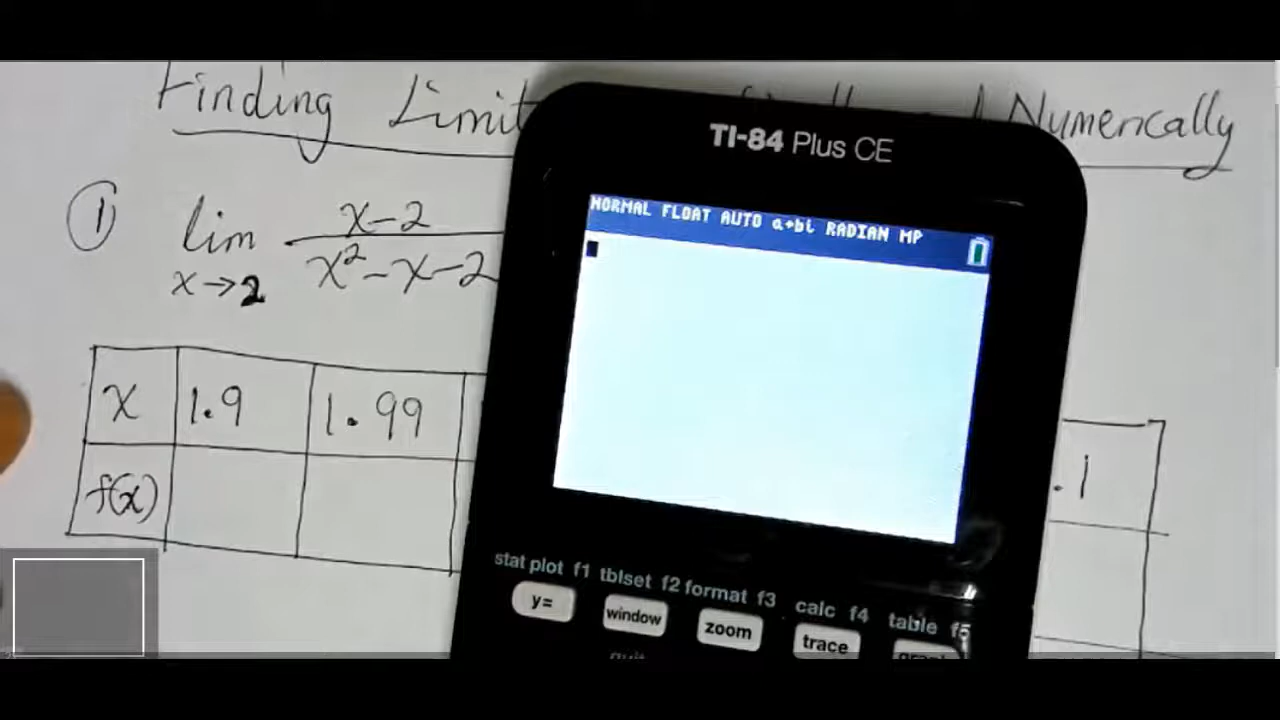 Finding Limit Numerically
TI-84 Plus CE
NORMAL FLOAT AUTO a+bi RADIAN MP
① lim x→2 x-2 / x²-x-2
x 1.9 1.99 .1
f(x)
stat plot f1 tblset f2 format f3 calc f4 table f5
y= window zoom trace